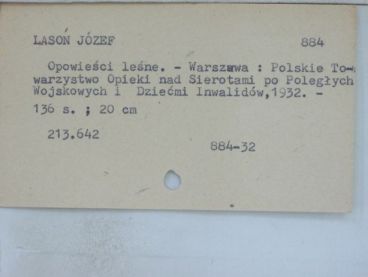 LASOŃ JÓZEF 884
Opowieści leśne. - Warszawa : Polskie To-
warzystwo Opieki nad Sierotami po Poległych
Wojskowych i Dziećmi Inwalidów,1932. -
136 s. ; 20 cm
213.642
884-32